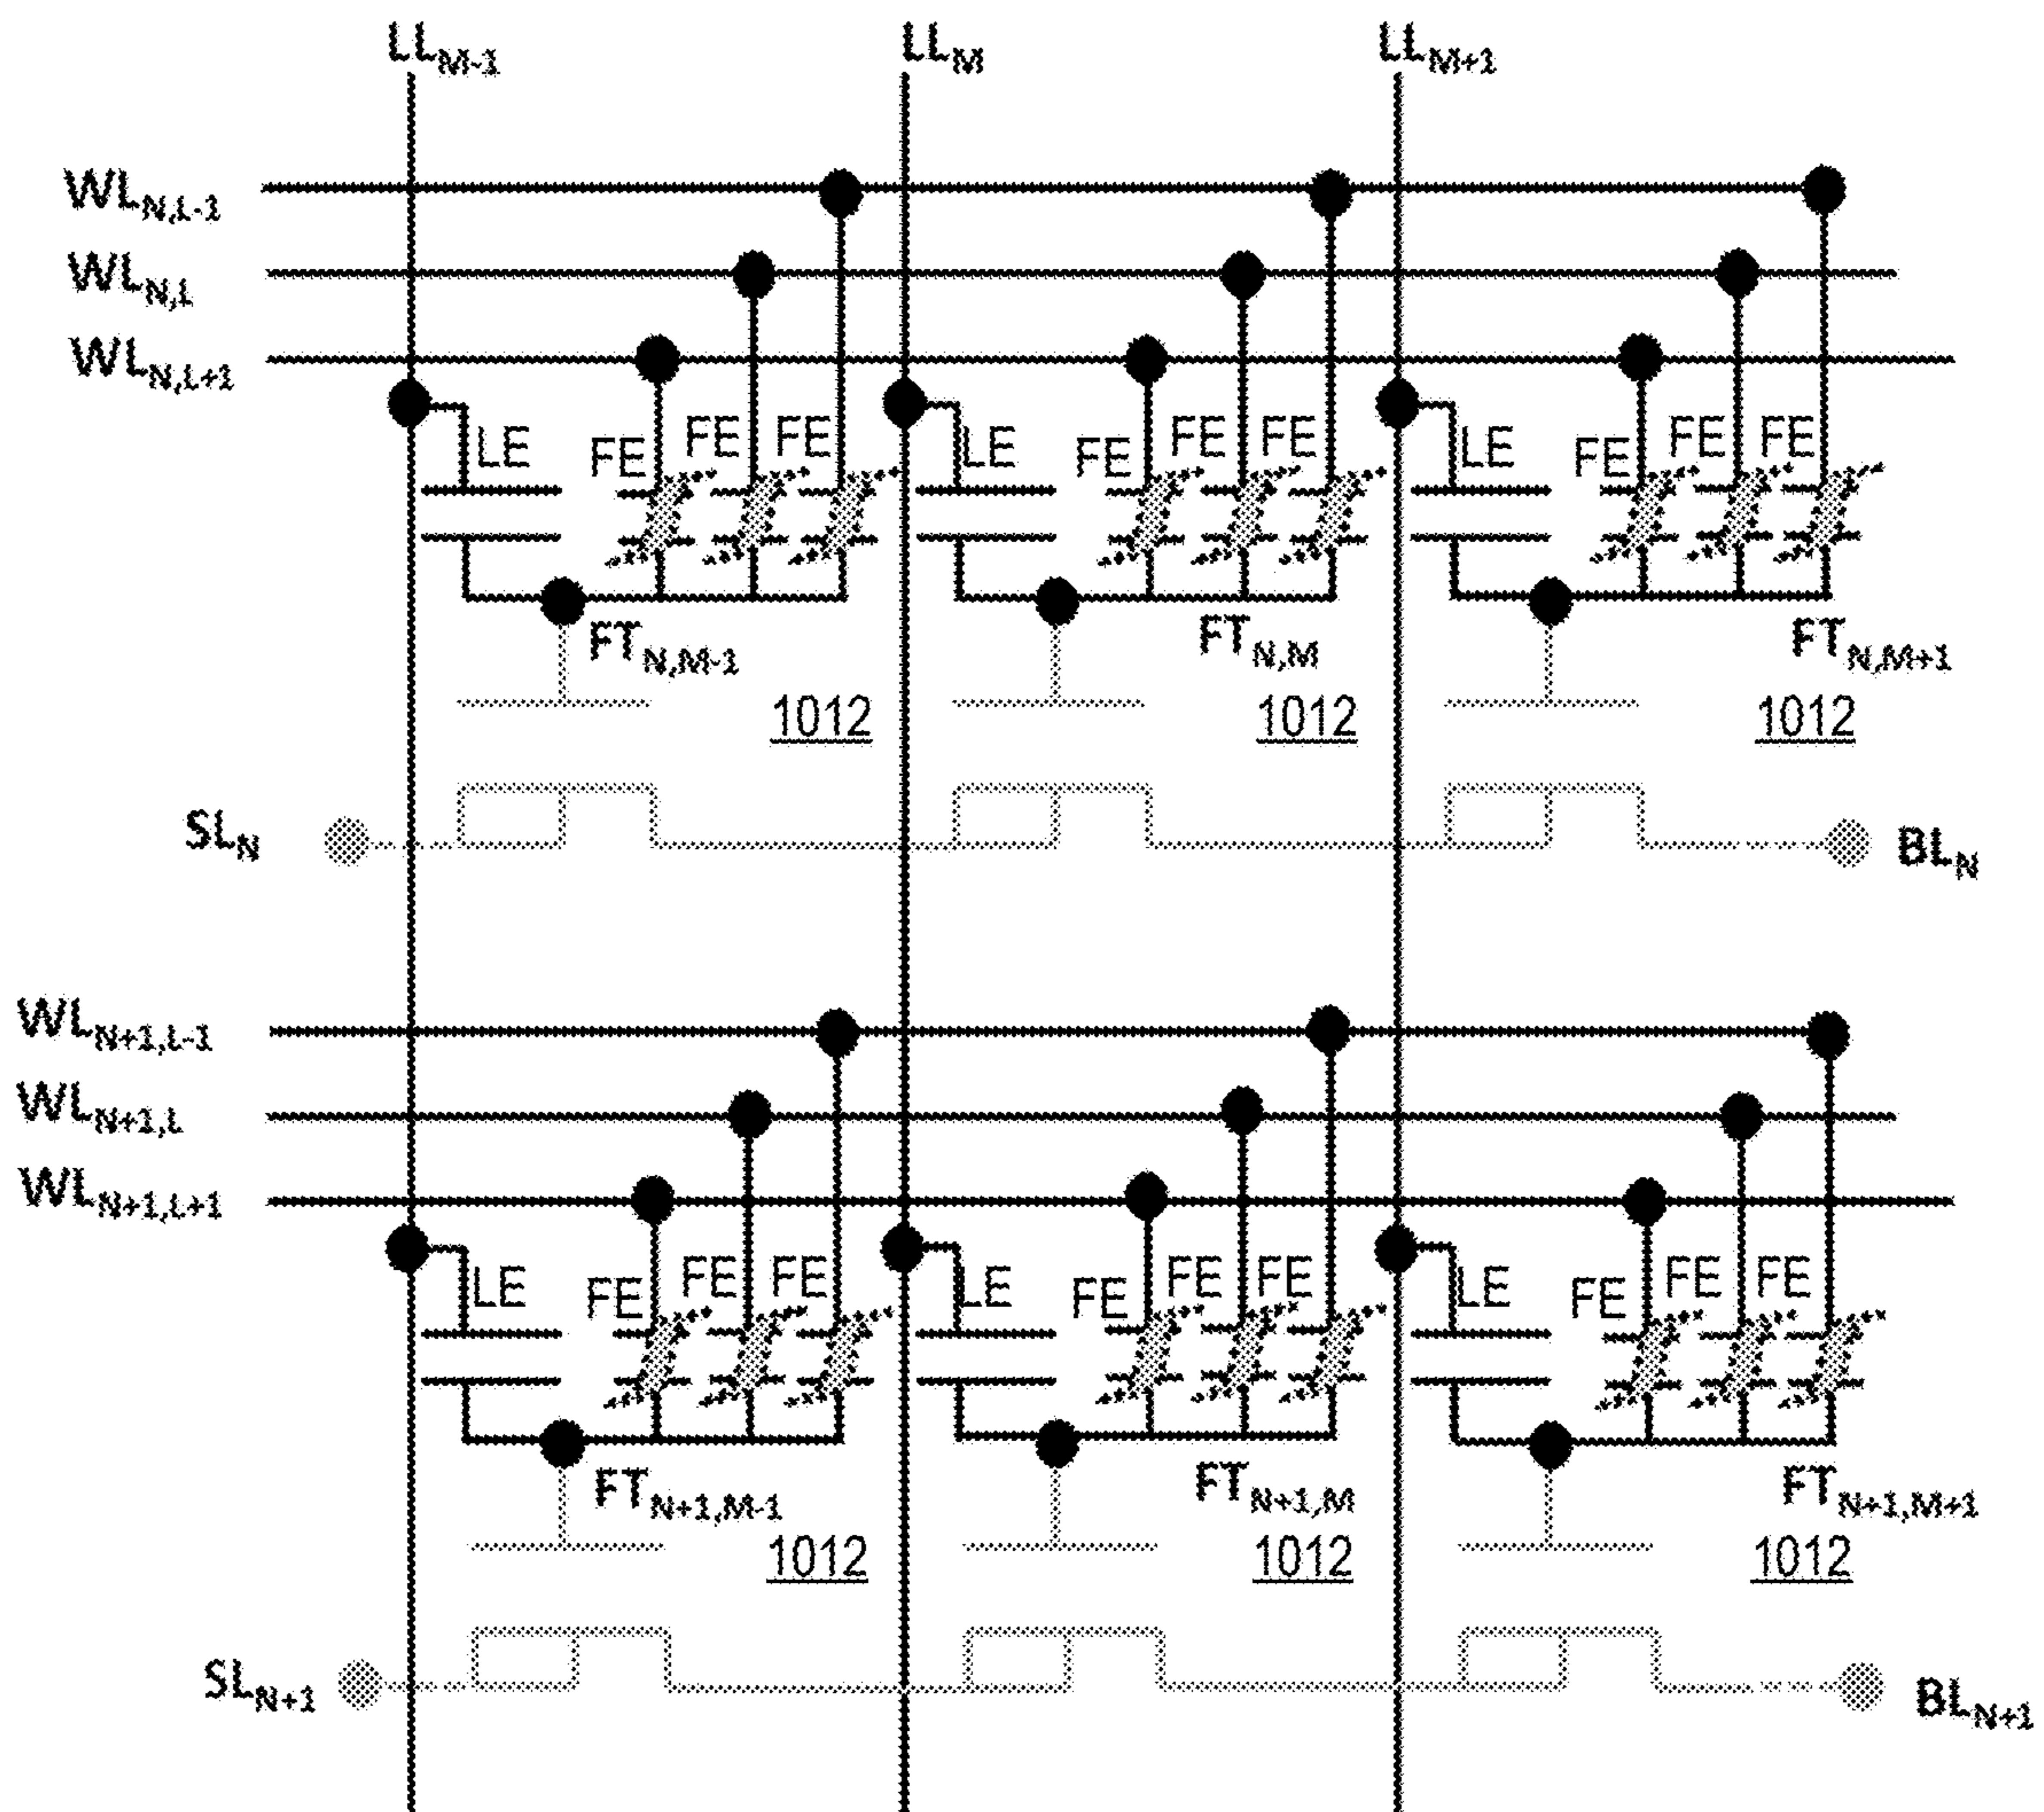 LL_M-1 LL_M LL_M+1
WL_N,L-1
WL_N,L
WL_N,L+1
LE FE FE FE LE FE FE FE LE FE FE FE
FT_N,M-1 FT_N,M FT_N,M+1
1012 1012 1012
SL_N BL_N
WL_N+1,L-1
WL_N+1,L
WL_N+1,L+1
LE FE FE FE LE FE FE FE LE FE FE FE
FT_N+1,M-1 FT_N+1,M FT_N+1,M+1
1012 1012 1012
SL_N+1 BL_N+1